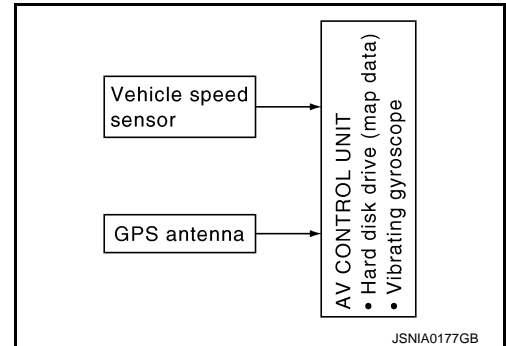 Vehicle speed
sensor
GPS antenna
AV CONTROL UNIT
• Hard disk drive (map data)
• Vibrating gyroscope
JSNIA0177GB